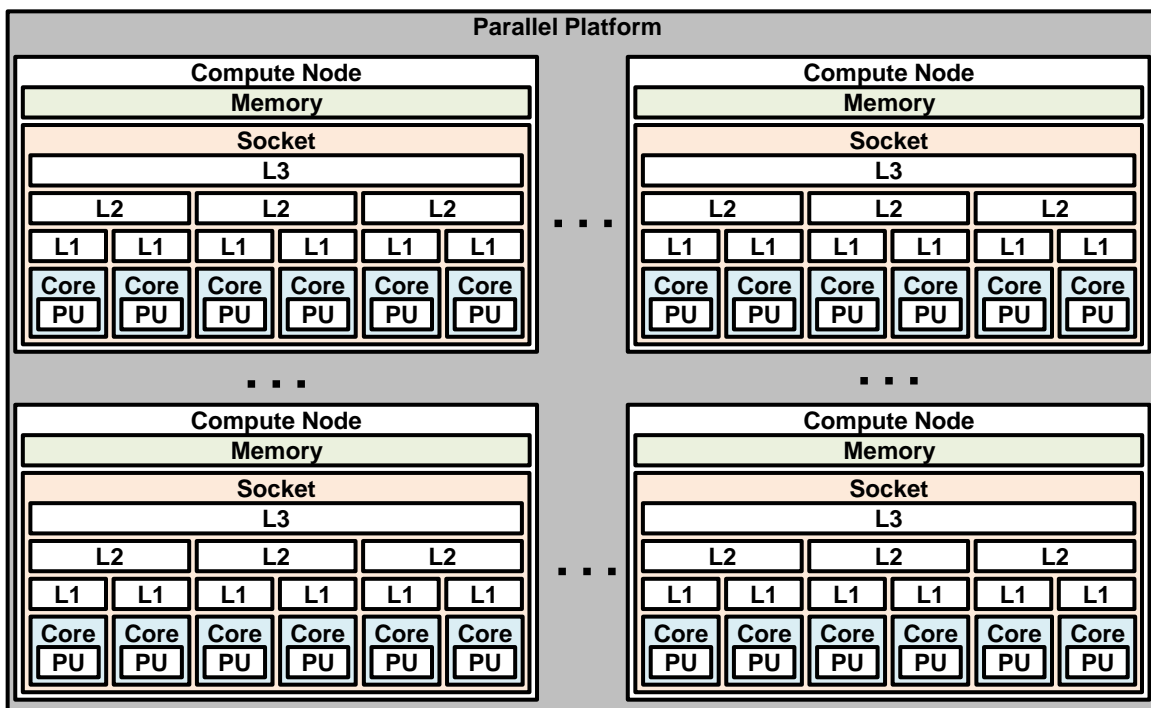 Parallel Platform
Compute Node Compute Node
Memory Memory
Socket Socket
L3 L3
L2 L2 L2 L2 L2 L2
. . . . . .
L1 L1 L1 L1 L1 L1 L1 L1 L1 L1 L1 L1
Core Core Core Core Core Core Core Core Core Core Core Core
PU PU PU PU PU PU PU PU PU PU PU PU
. . . . . .
Compute Node Compute Node
Memory Memory
Socket Socket
L3 L3
L2 L2 L2 L2 L2 L2
. . .
L1 L1 L1 L1 L1 L1 L1 L1 L1 L1 L1 L1
Core Core Core Core Core Core Core Core Core Core Core Core
PU PU PU PU PU PU PU PU PU PU PU PU